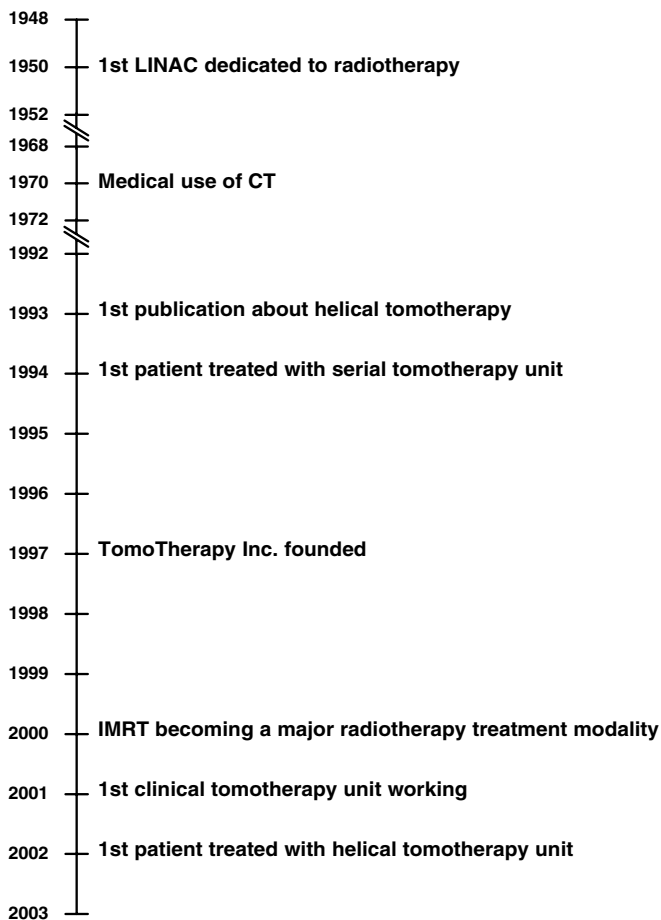 1948
1950 1st LINAC dedicated to radiotherapy
1952
1968
1970 Medical use of CT
1972
1992
1993 1st publication about helical tomotherapy
1994 1st patient treated with serial tomotherapy unit
1995
1996
1997 TomoTherapy Inc. founded
1998
1999
2000 IMRT becoming a major radiotherapy treatment modality
2001 1st clinical tomotherapy unit working
2002 1st patient treated with helical tomotherapy unit
2003